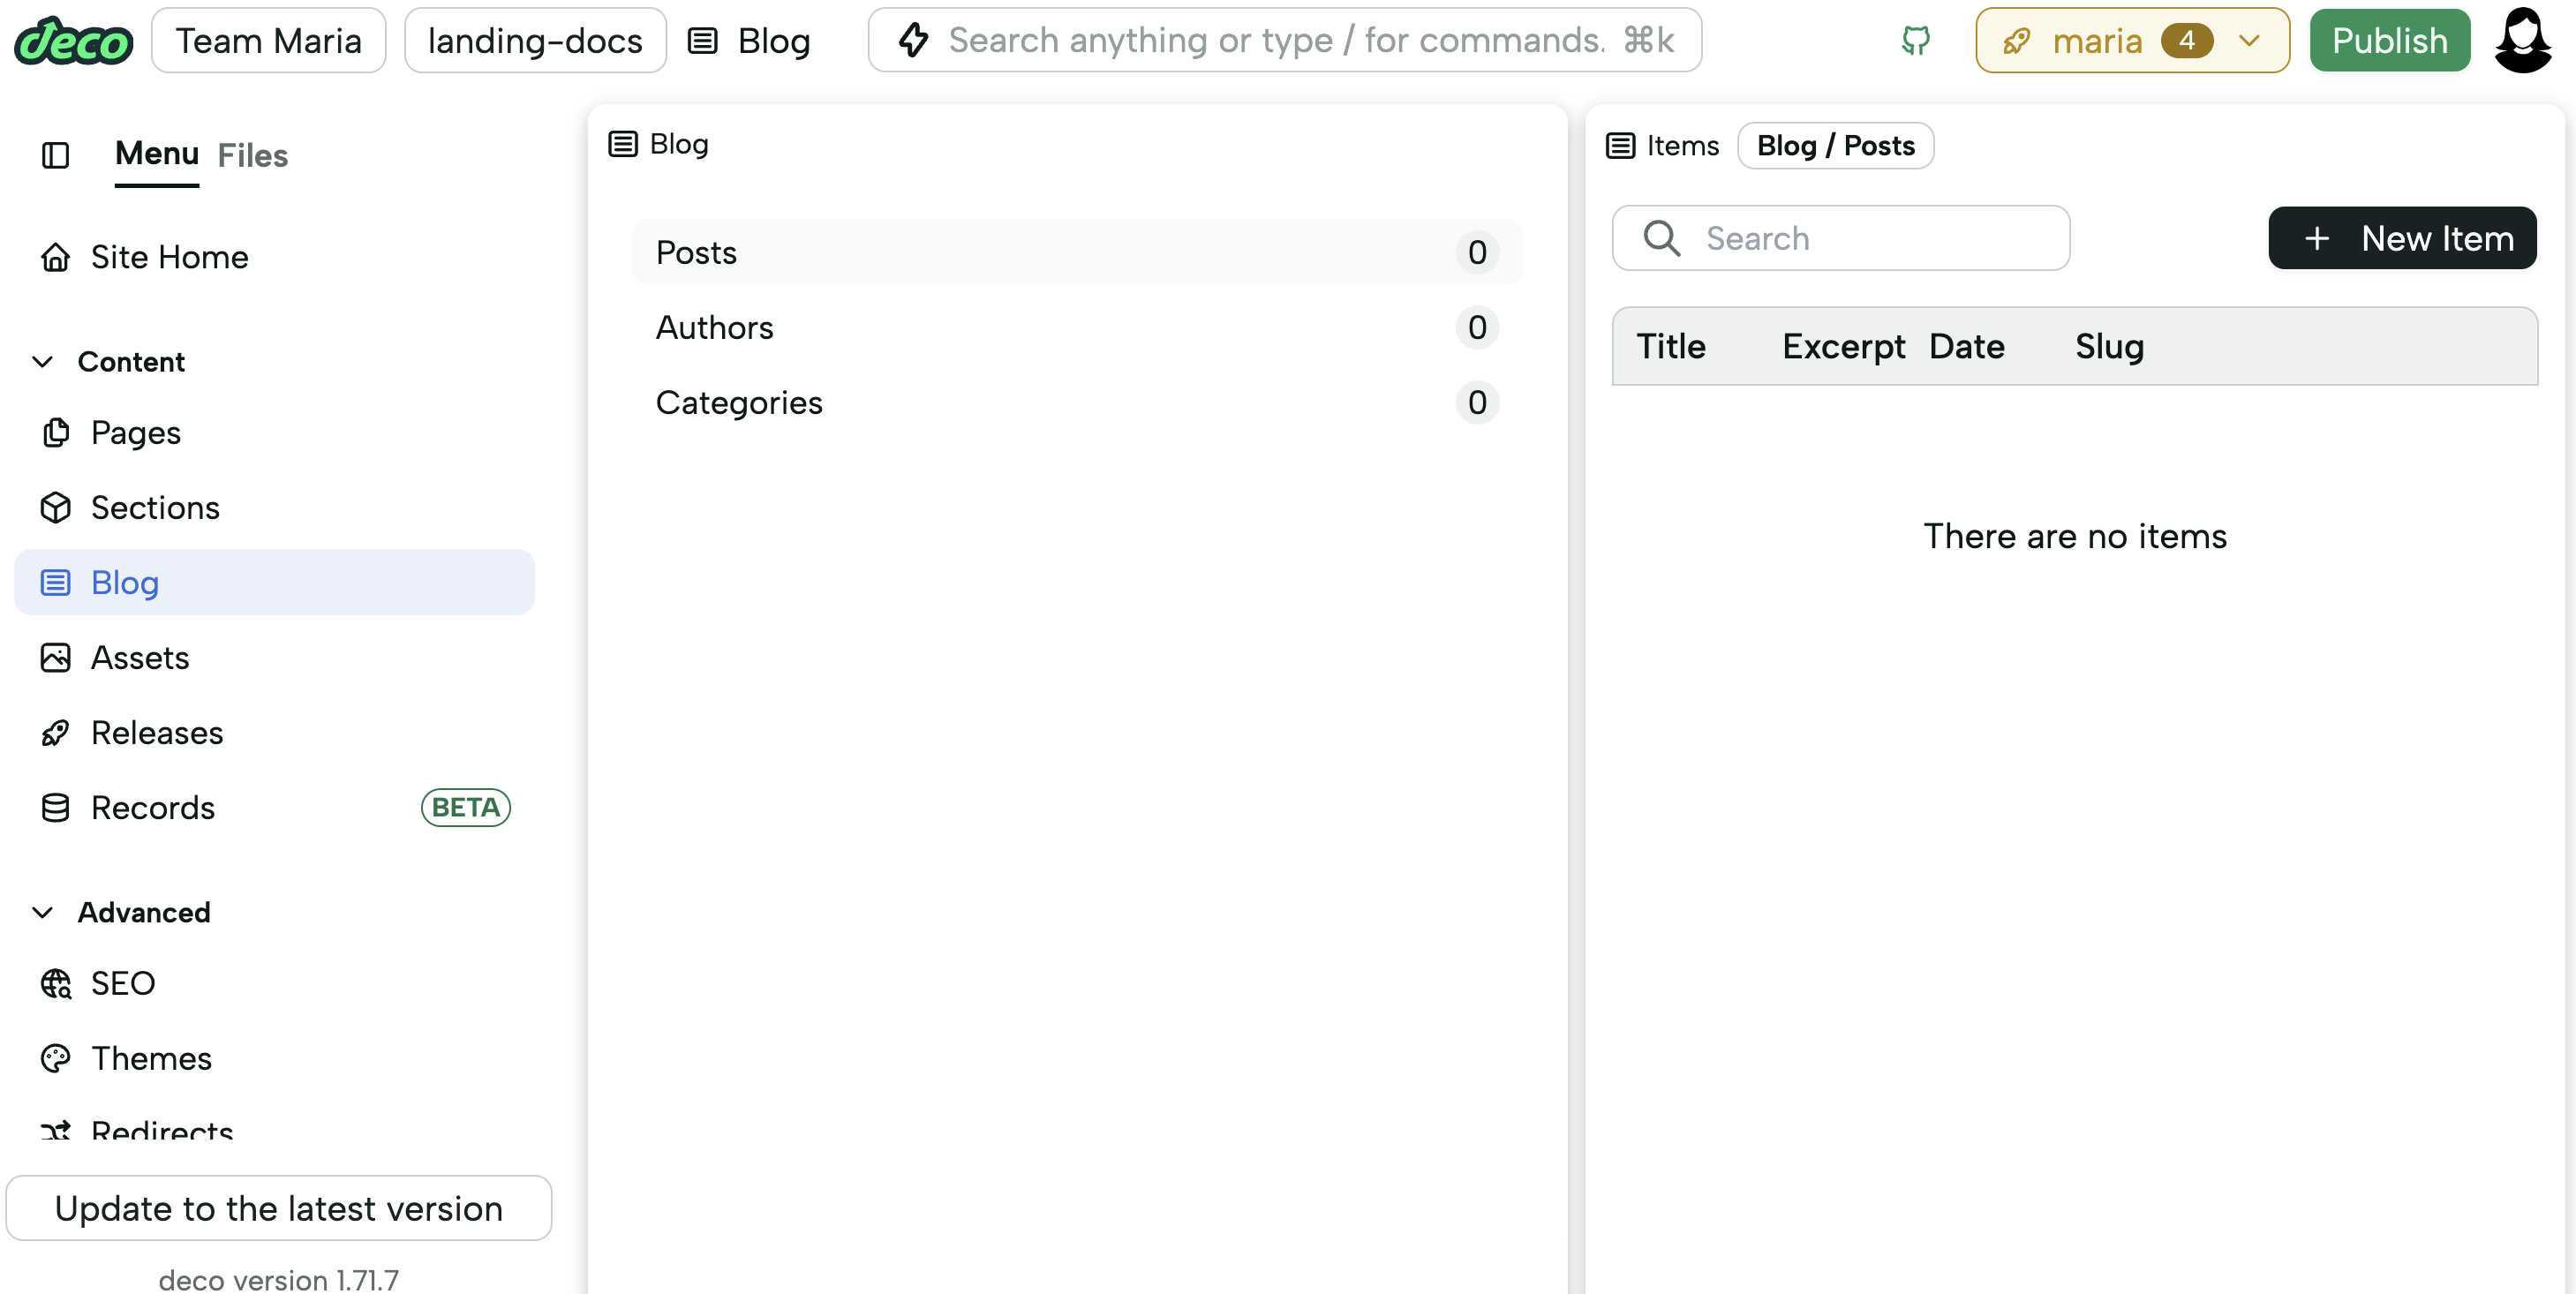 deco
Team Maria
landing-docs
Blog
Search anything or type / for commands. ⌘k
maria 4
Publish
Menu
Files
Site Home
Content
Pages
Sections
Blog
Assets
Releases
Records BETA
Advanced
SEO
Themes
Redirects
Update to the latest version
deco version 1.71.7
Blog
Posts 0
Authors 0
Categories 0
Items Blog / Posts
Search
+ New Item
Title Excerpt Date Slug
There are no items